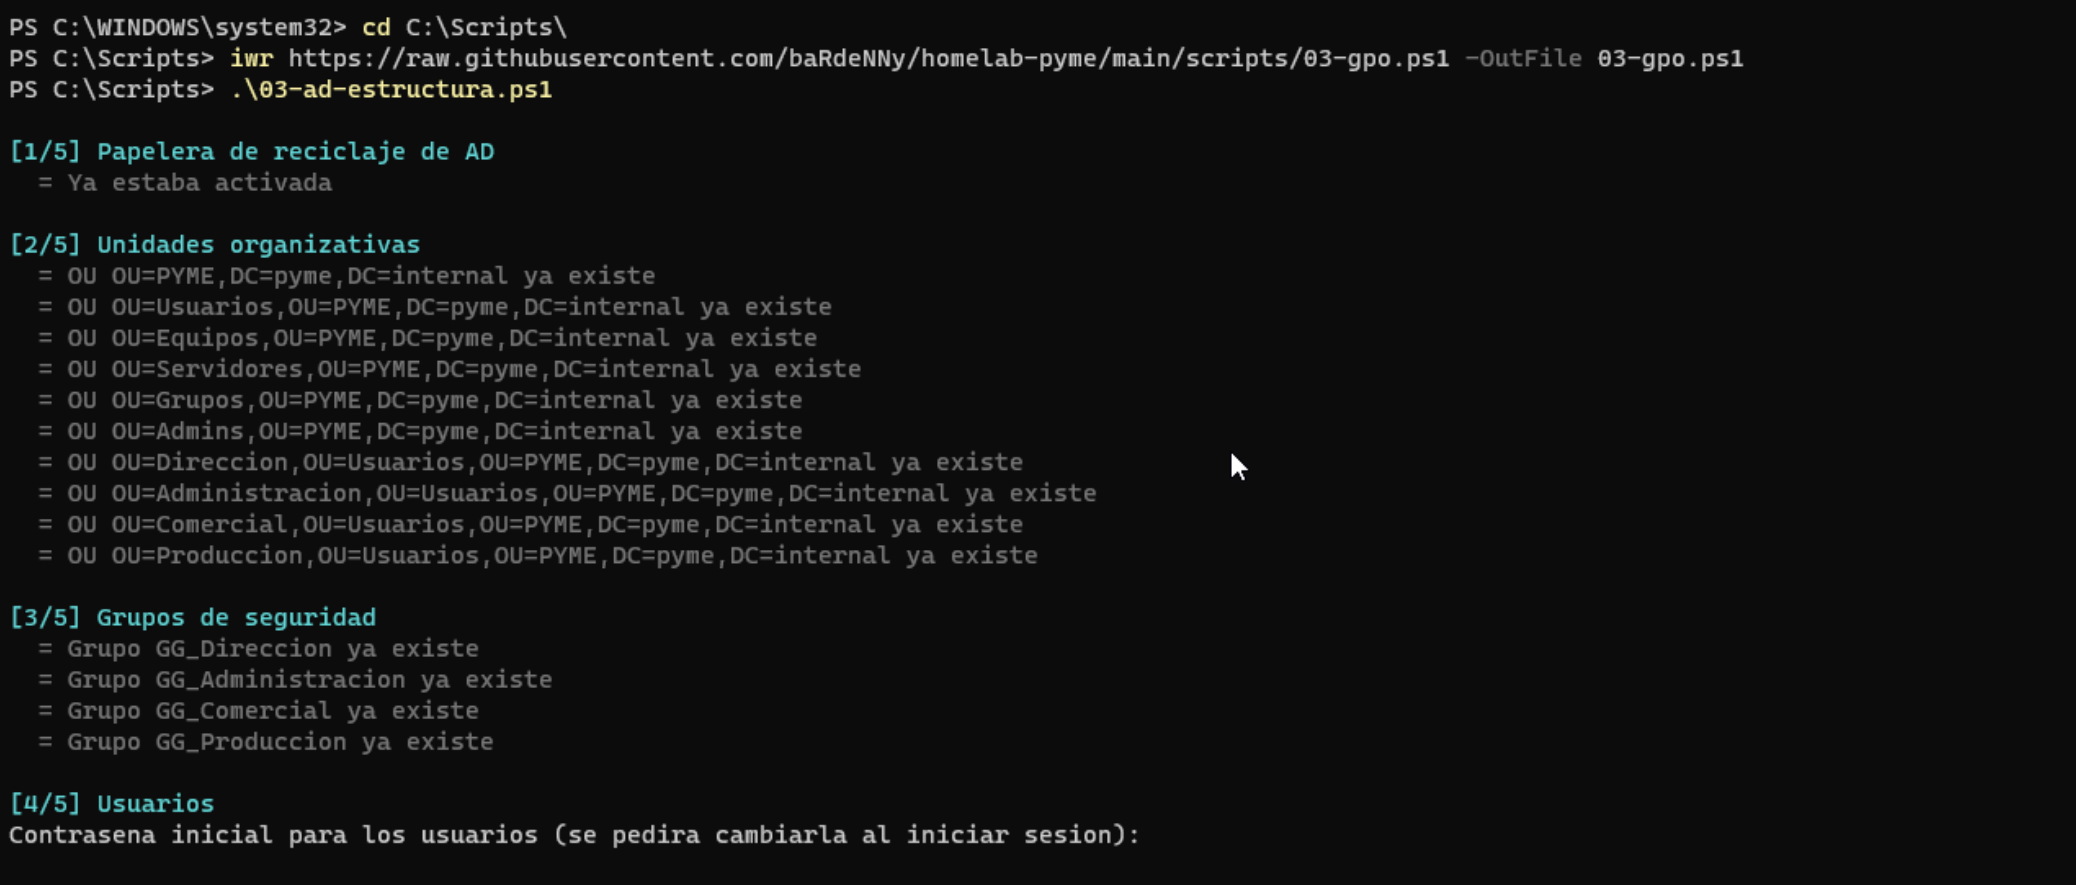 PS C:\WINDOWS\system32> cd C:\Scripts\
PS C:\Scripts> iwr https://raw.githubusercontent.com/baRdeNNy/homelab-pyme/main/scripts/03-gpo.ps1 -OutFile 03-gpo.ps1
PS C:\Scripts> .\03-ad-estructura.ps1
[1/5] Papelera de reciclaje de AD
= Ya estaba activada
[2/5] Unidades organizativas
= OU OU=PYME,DC=pyme,DC=internal ya existe
= OU OU=Usuarios,OU=PYME,DC=pyme,DC=internal ya existe
= OU OU=Equipos,OU=PYME,DC=pyme,DC=internal ya existe
= OU OU=Servidores,OU=PYME,DC=pyme,DC=internal ya existe
= OU OU=Grupos,OU=PYME,DC=pyme,DC=internal ya existe
= OU OU=Admins,OU=PYME,DC=pyme,DC=internal ya existe
= OU OU=Direccion,OU=Usuarios,OU=PYME,DC=pyme,DC=internal ya existe
= OU OU=Administracion,OU=Usuarios,OU=PYME,DC=pyme,DC=internal ya existe
= OU OU=Comercial,OU=Usuarios,OU=PYME,DC=pyme,DC=internal ya existe
= OU OU=Produccion,OU=Usuarios,OU=PYME,DC=pyme,DC=internal ya existe
[3/5] Grupos de seguridad
= Grupo GG_Direccion ya existe
= Grupo GG_Administracion ya existe
= Grupo GG_Comercial ya existe
= Grupo GG_Produccion ya existe
[4/5] Usuarios
Contrasena inicial para los usuarios (se pedira cambiarla al iniciar sesion):